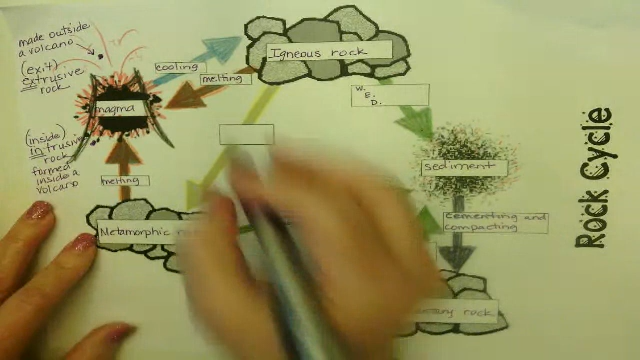 made outside
a volcano
(exit)
extrusive
rock
cooling
melting
Igneous rock
W.
E.
D.
magma
(inside)
Intrusive
rock
formed
inside a
volcano
melting
sediment
cementing and
compacting
Metamorphic
rock
Rock Cycle